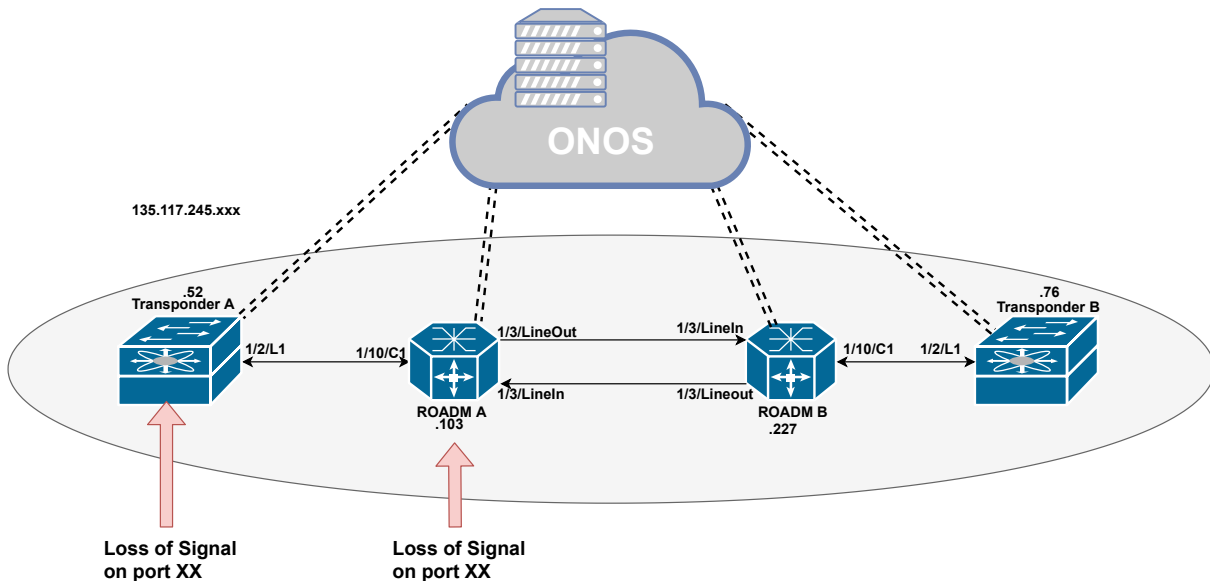 ONOS
135.117.245.xxx
.52
Transponder A
.76
Transponder B
1/3/LineOut
1/3/LineIn
1/2/L1
1/10/C1
1/10/C1
1/2/L1
1/3/LineIn
1/3/Lineout
ROADM A
.103
ROADM B
.227
Loss of Signal
on port XX
Loss of Signal
on port XX